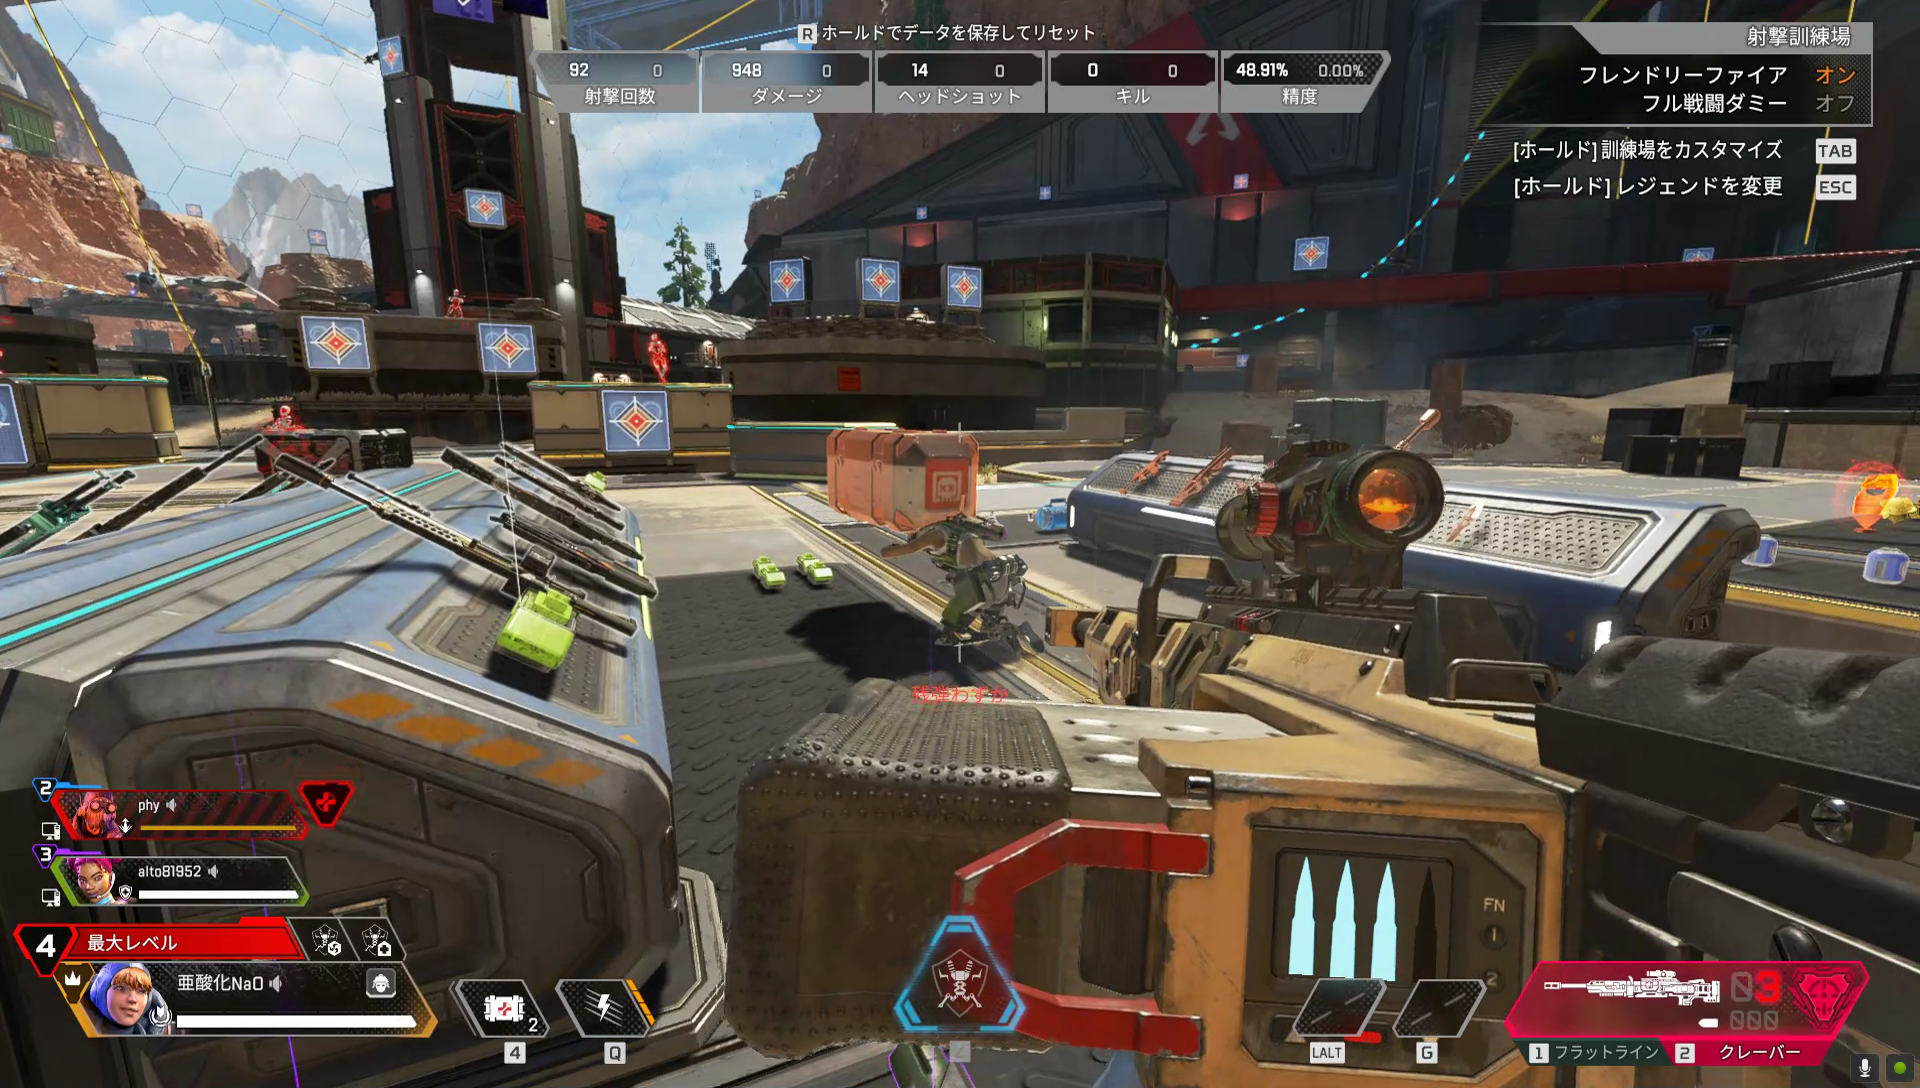 R ホールドでデータを保存してリセット
92 0 948 0 14 0 0 0 48.91% 0.00%
射撃回数 ダメージ ヘッドショット キル 精度
射撃訓練場
フレンドリーファイア オン
フル戦闘ダミー オフ
[ホールド]訓練場をカスタマイズ TAB
[ホールド]レジェンドを変更 ESC
残弾わずか
2
phy
3
alto81952
4 最大レベル
亜酸化NaO
2
4 Q Z LALT G
FN
1
2
03
000
1 フラットライン 2 クレーバー